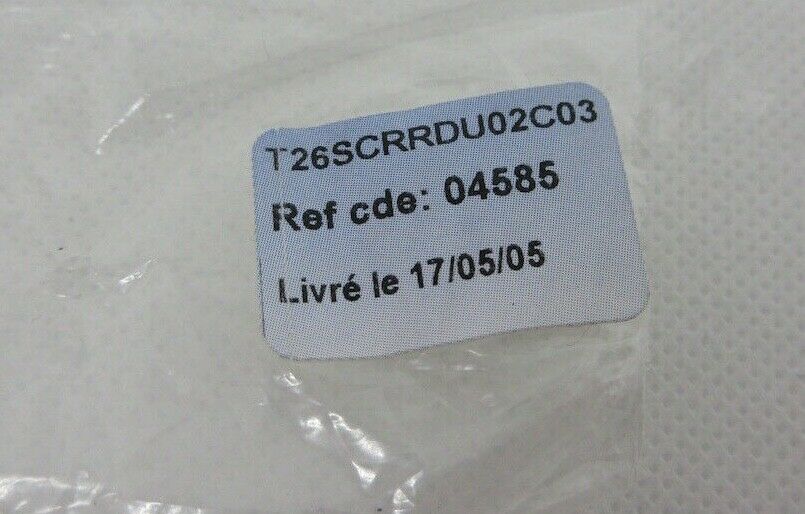 T26SCRRDU02C03
Ref cde: 04585
Livré le 17/05/05